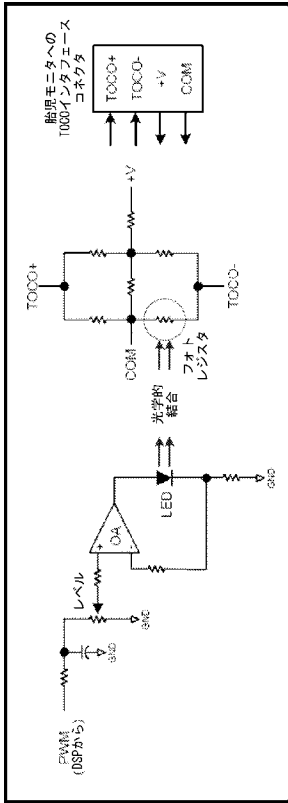 PWM
(DSPから)
GND
レベル
GND
+
-
OA
LED
GND
光学的
結合
フォト
レジスタ
TOCO+
COM
+V
TOCO-
胎児モニタへの
TOCOインタフェース
コネクタ
TOCO+
TOCO-
+V
COM